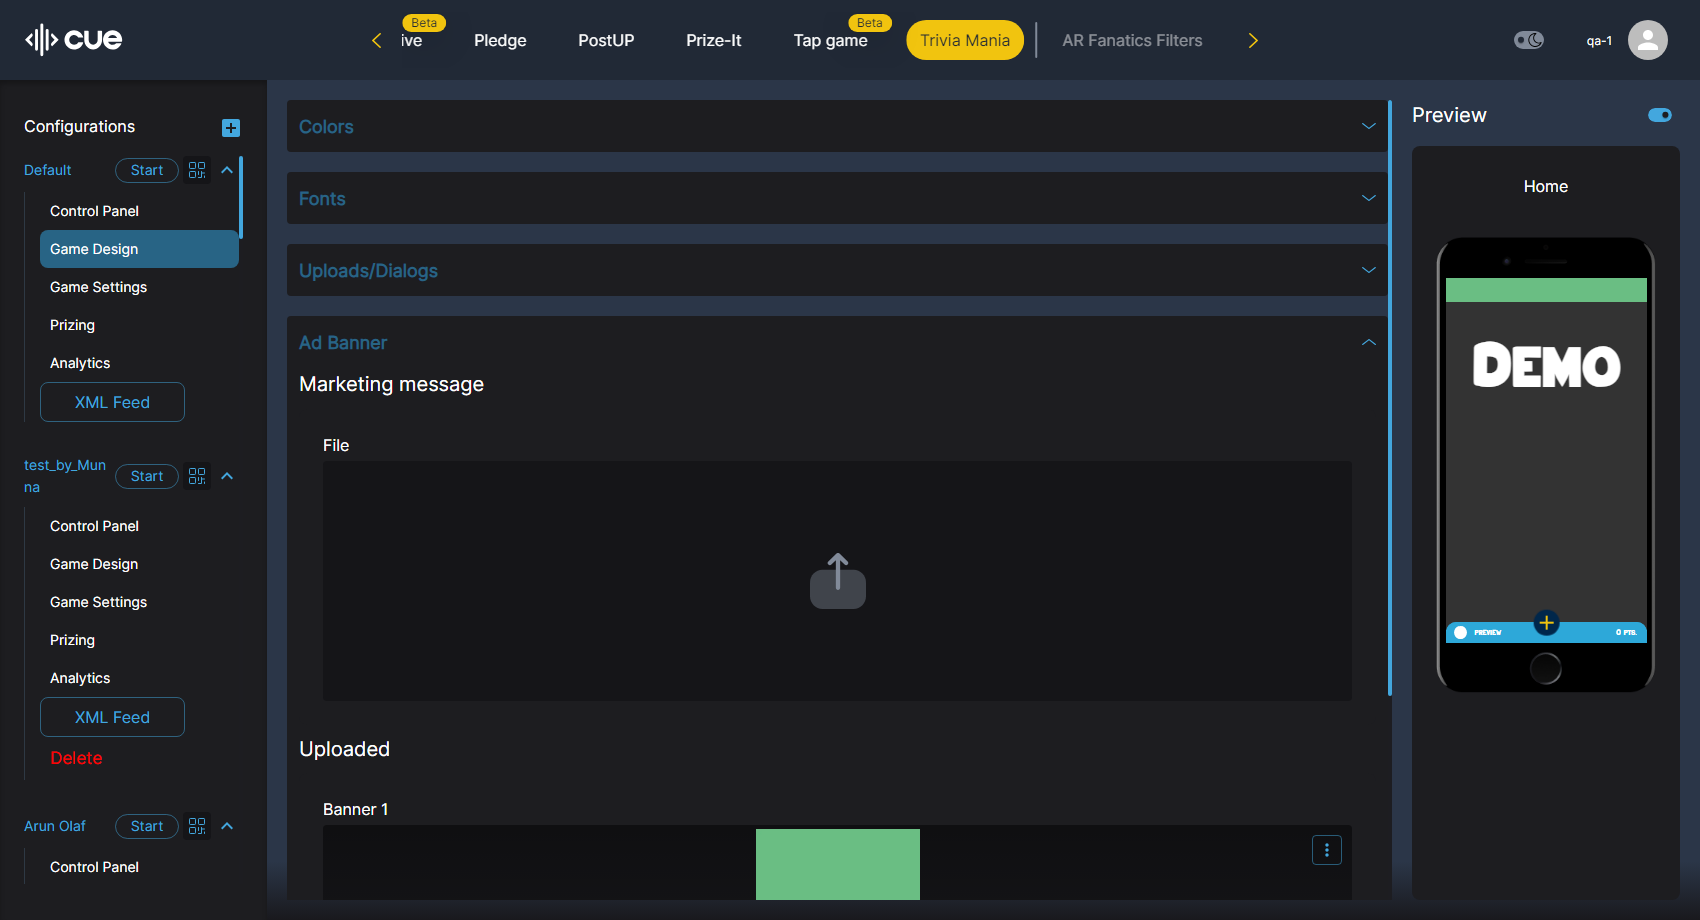 cue
Beta
ive
Pledge
PostUP
Prize-It
Tap game
Beta
Trivia Mania
AR Fanatics Filters
qa-1
Configurations
Default
Start
Control Panel
Game Design
Game Settings
Prizing
Analytics
XML Feed
test_by_Mun
na
Start
Control Panel
Game Design
Game Settings
Prizing
Analytics
XML Feed
Delete
Arun Olaf
Start
Control Panel
Colors
Fonts
Uploads/Dialogs
Ad Banner
Marketing message
File
Uploaded
Banner 1
Preview
Home
DEMO
PREVIEW
0 PTS.